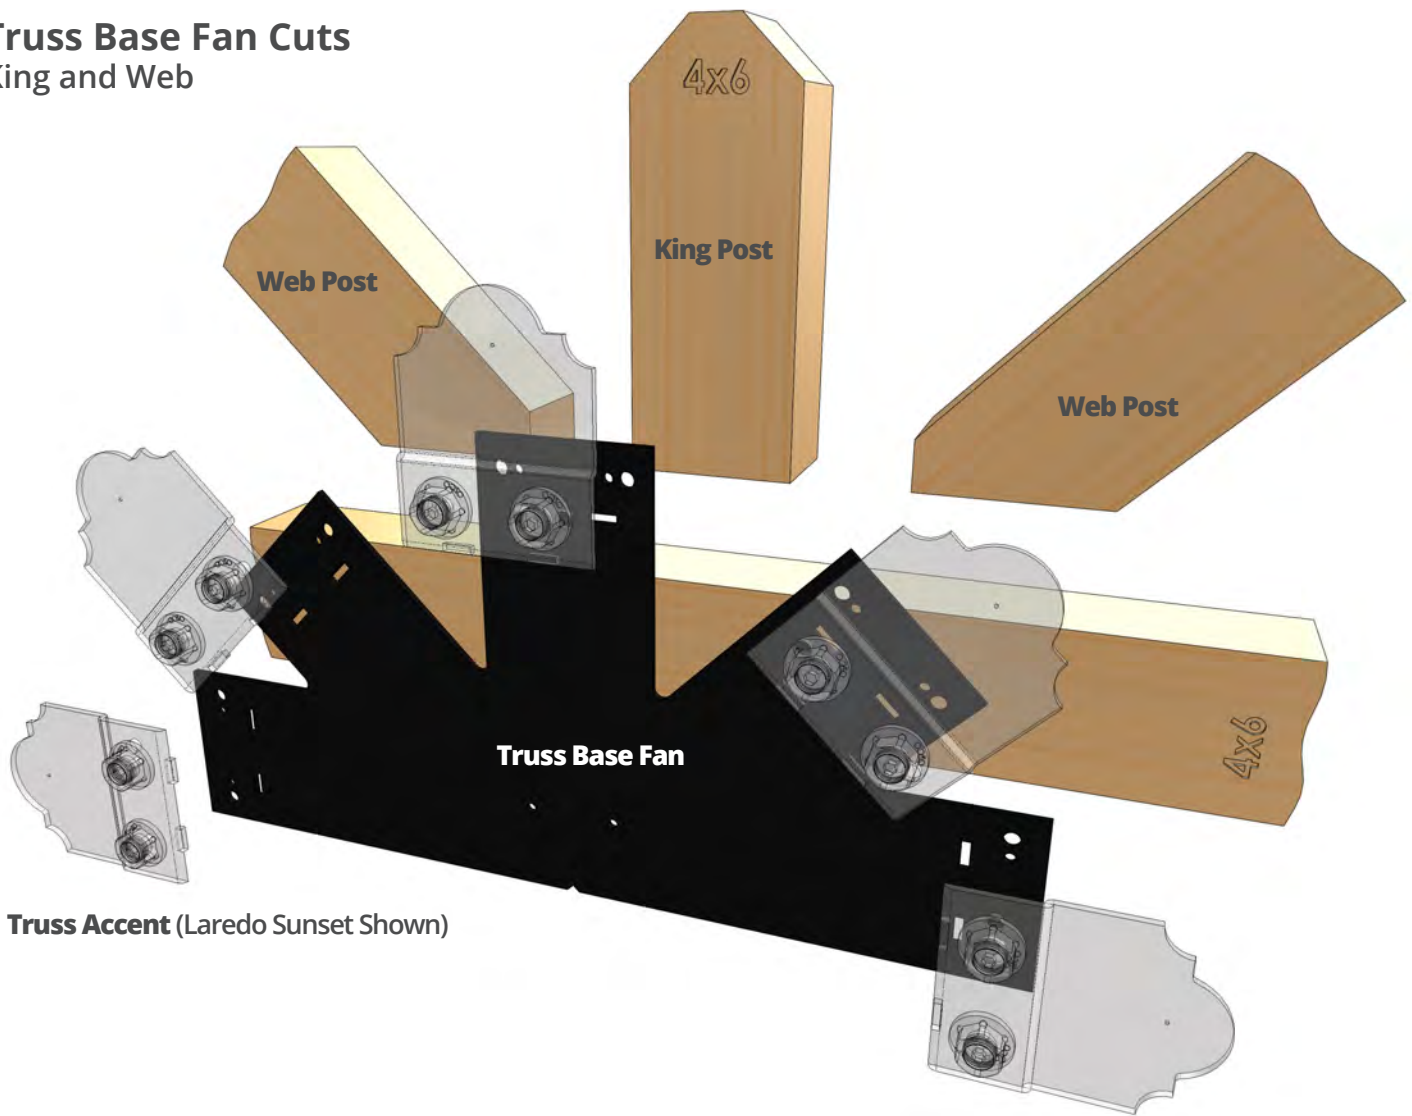 Truss Base Fan Cuts
King and Web
4x6
King Post
Web Post
Web Post
4x6
Truss Base Fan
Truss Accent (Laredo Sunset Shown)